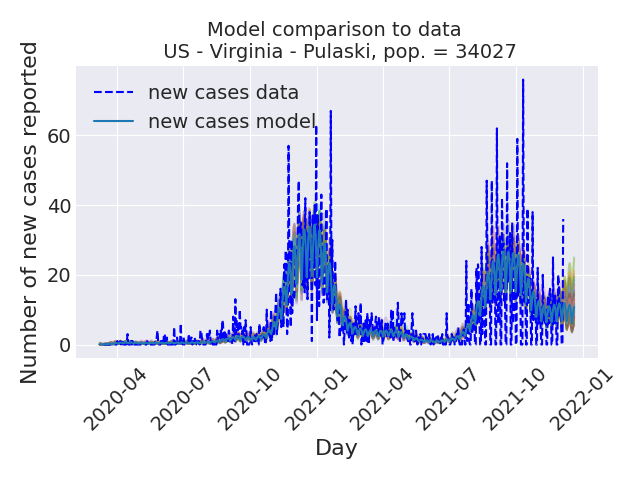 Model comparison to data
US - Virginia - Pulaski, pop. = 34027
new cases data
new cases model
Number of new cases reported
60
40
20
0
2020-04
2020-07
2020-10
2021-01
2021-04
2021-07
2021-10
2022-01
Day